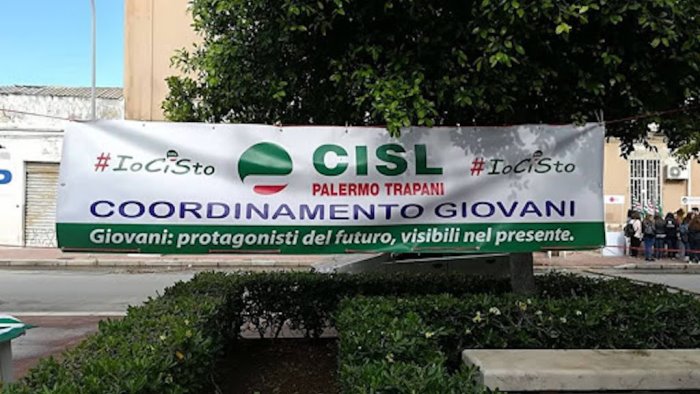 #IoCiSto CISL #IoCiSto
PALERMO TRAPANI
COORDINAMENTO GIOVANI
Giovani: protagonisti del futuro, visibili nel presente.